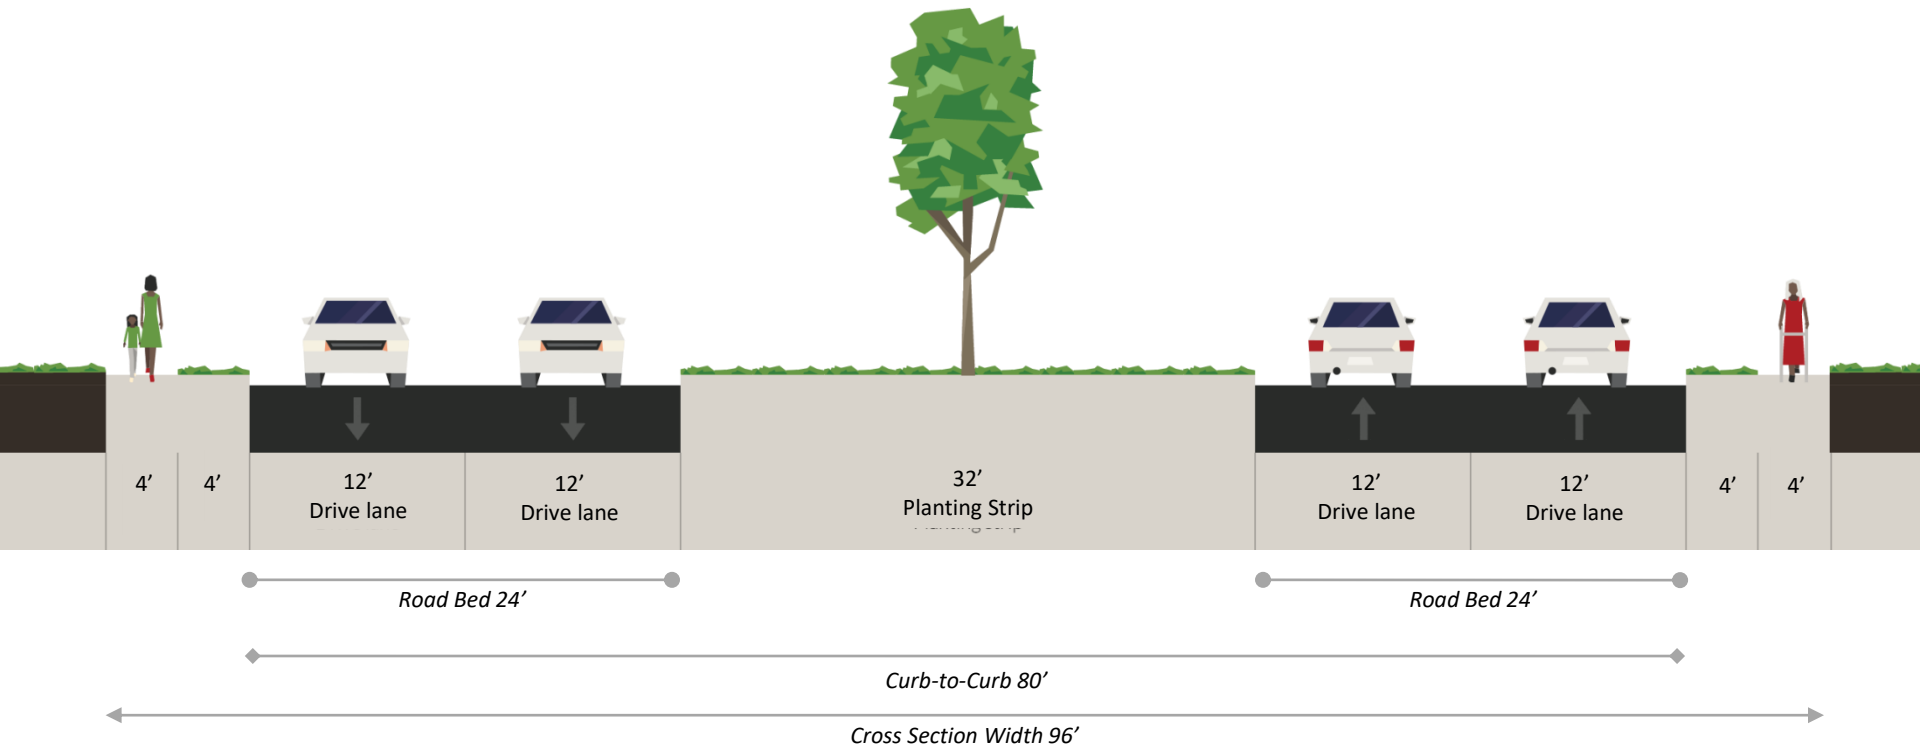 4’
4’
12’
Drive lane
12’
Drive lane
32’
Planting Strip
12’
Drive lane
12’
Drive lane
4’
4’
Road Bed 24’
Road Bed 24’
Curb-to-Curb 80’
Cross Section Width 96’